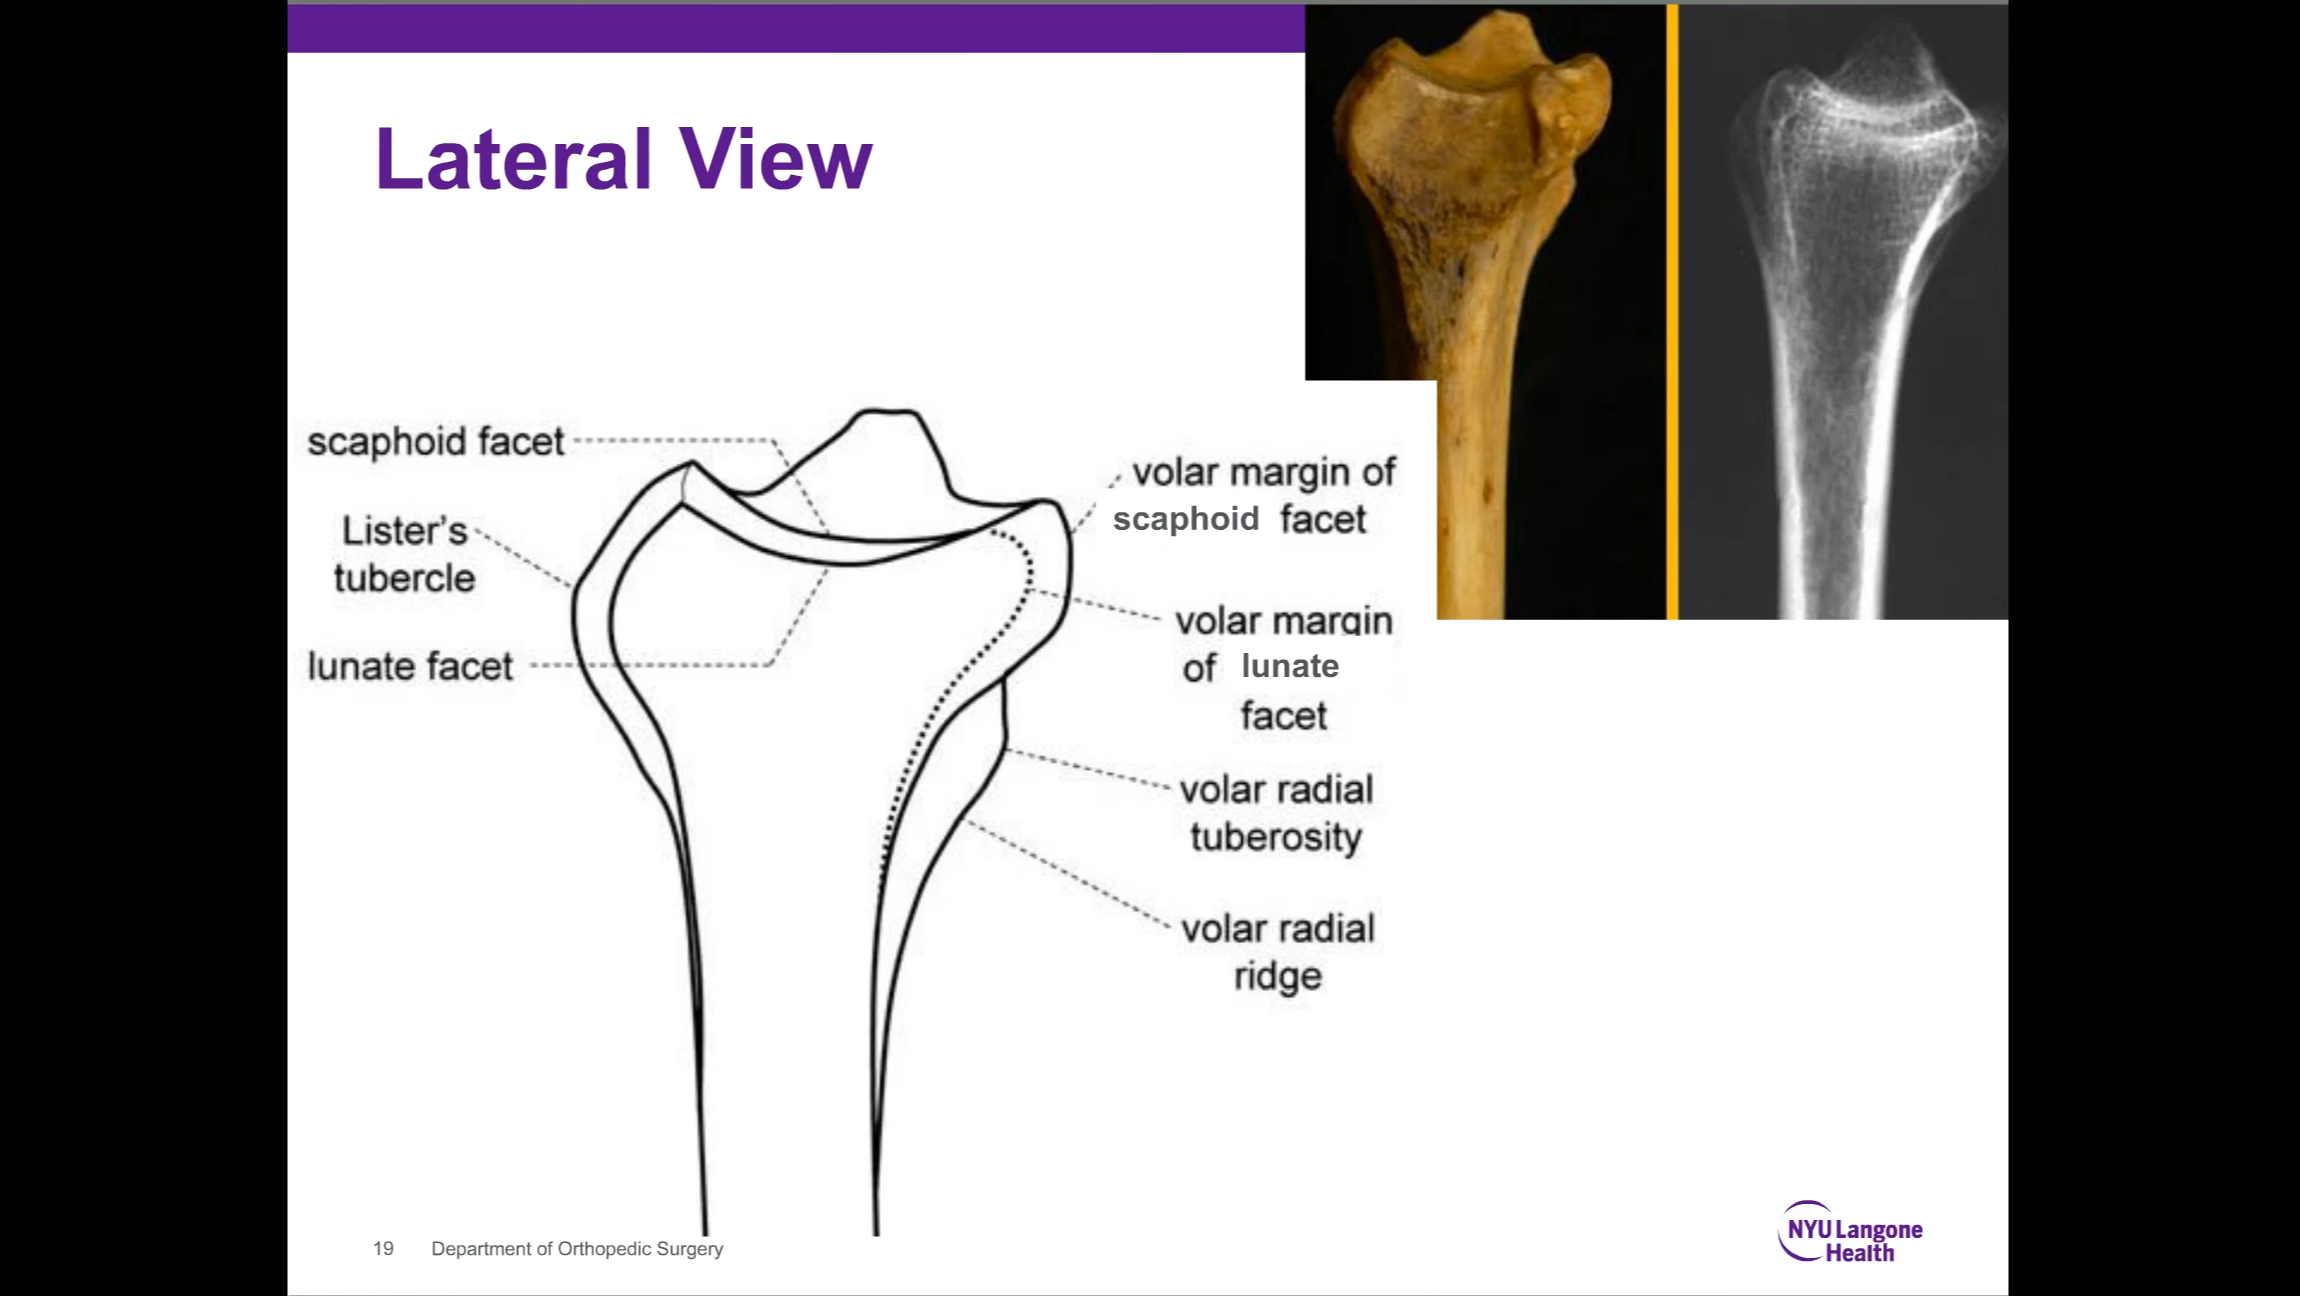 Lateral View
scaphoid facet
Lister's
tubercle
lunate facet
volar margin of
scaphoid facet
volar margin
of lunate
facet
volar radial
tuberosity
volar radial
ridge
19 Department of Orthopedic Surgery
NYU Langone
Health